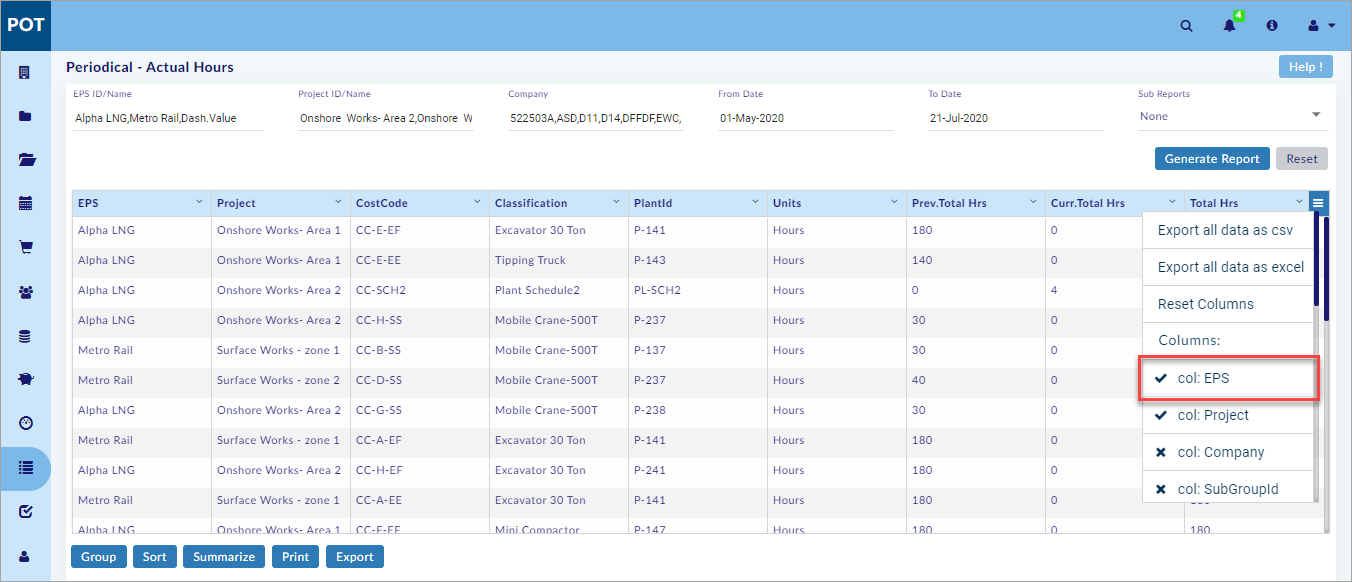 POT
4
Periodical - Actual Hours
Help !
EPS ID/Name Project ID/Name Company From Date To Date Sub Reports
Alpha LNG,Metro Rail,Dash.Value Onshore Works- Area 2,Onshore W 522503A,ASD,D11,D14,DFFDF,EWC, 01-May-2020 21-Jul-2020 None
Generate Report Reset
EPS Project CostCode Classification PlantId Units Prev.Total Hrs Curr.Total Hrs Total Hrs
Alpha LNG Onshore Works- Area 1 CC-E-EF Excavator 30 Ton P-141 Hours 180 0
Alpha LNG Onshore Works- Area 1 CC-E-EE Tipping Truck P-143 Hours 140 0
Alpha LNG Onshore Works- Area 2 CC-SCH2 Plant Schedule2 PL-SCH2 Hours 0 4
Alpha LNG Onshore Works- Area 2 CC-H-SS Mobile Crane-500T P-237 Hours 30 0
Metro Rail Surface Works - zone 1 CC-B-SS Mobile Crane-500T P-137 Hours 30 0
Metro Rail Surface Works - zone 2 CC-D-SS Mobile Crane-500T P-237 Hours 40 0
Alpha LNG Onshore Works- Area 2 CC-G-SS Mobile Crane-500T P-238 Hours 30 0
Metro Rail Surface Works - zone 1 CC-A-EF Excavator 30 Ton P-141 Hours 180 0
Alpha LNG Onshore Works- Area 2 CC-H-EF Excavator 30 Ton P-241 Hours 180 0
Metro Rail Surface Works - zone 1 CC-A-EE Excavator 30 Ton P-141 Hours 180 0
Alpha LNG Onshore Works- Area 1 Mini Compactor P-147 Hours 180 0 180
Export all data as csv
Export all data as excel
Reset Columns
Columns:
col: EPS
col: Project
col: Company
col: SubGroupId
Group Sort Summarize Print Export